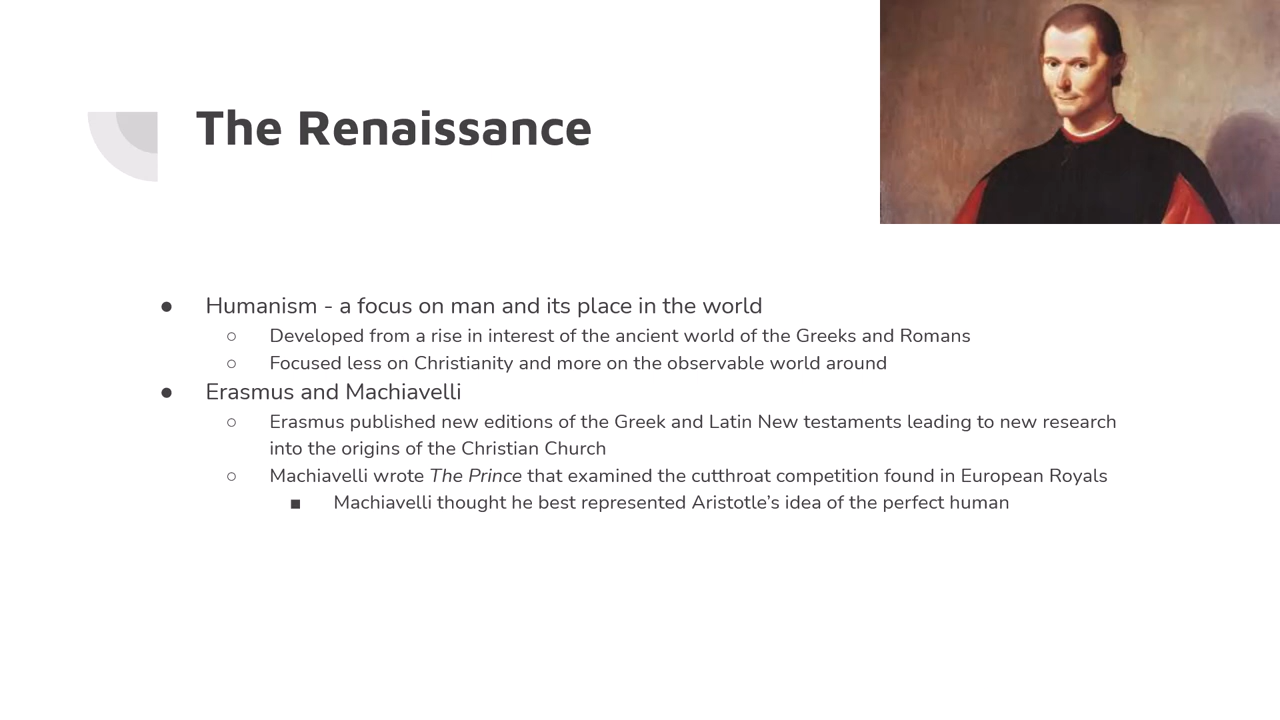 The Renaissance
● Humanism - a focus on man and its place in the world
○ Developed from a rise in interest of the ancient world of the Greeks and Romans
○ Focused less on Christianity and more on the observable world around
● Erasmus and Machiavelli
○ Erasmus published new editions of the Greek and Latin New testaments leading to new research
into the origins of the Christian Church
○ Machiavelli wrote The Prince that examined the cutthroat competition found in European Royals
■ Machiavelli thought he best represented Aristotle’s idea of the perfect human